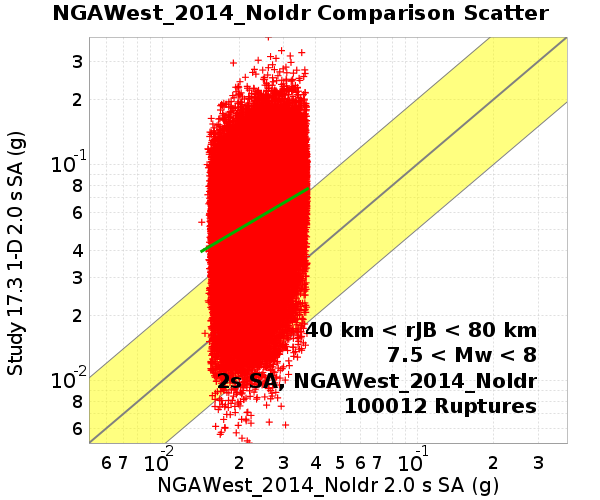 NGAWest_2014_NoIdr Comparison Scatter
Study 17.3 1-D 2.0 s SA (g)
3
2
10⁻¹
8
6
4
3
2
10⁻²
8
6
40 km < rJB < 80 km
7.5 < Mw < 8
2s SA, NGAWest_2014_NoIdr
100012 Ruptures
6 7 10⁻² 2 3 4 5 6 7 10⁻¹ 2 3
NGAWest_2014_NoIdr 2.0 s SA (g)